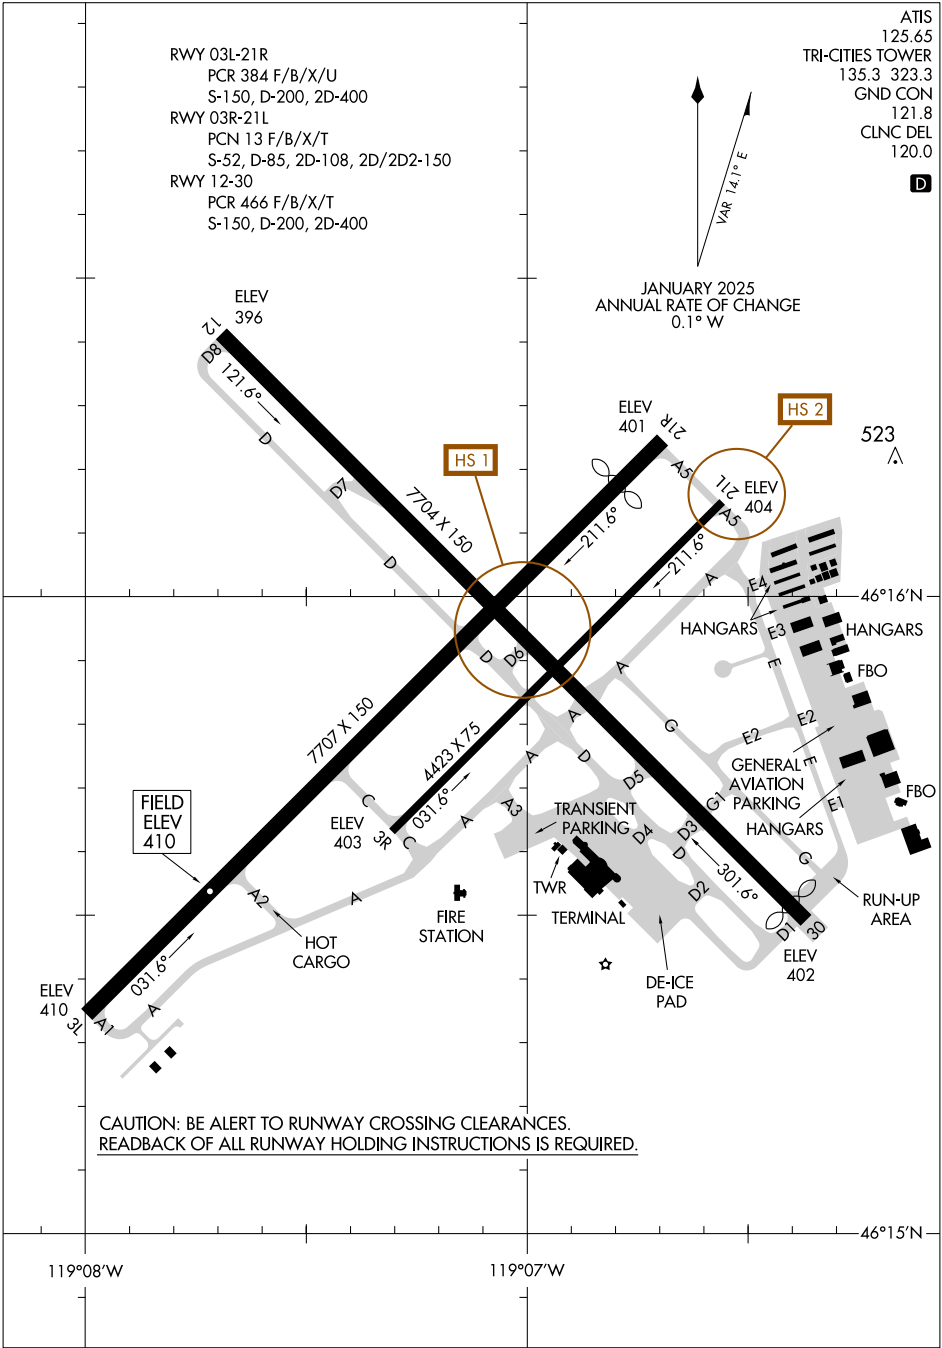 ATIS
125.65
TRI-CITIES TOWER
135.3 323.3
GND CON
121.8
CLNC DEL
120.0
D
RWY 03L-21R
PCR 384 F/B/X/U
S-150, D-200, 2D-400
RWY 03R-21L
PCN 13 F/B/X/T
S-52, D-85, 2D-108, 2D/2D2-150
RWY 12-30
PCR 466 F/B/X/T
S-150, D-200, 2D-400
VAR 14.1° E
JANUARY 2025
ANNUAL RATE OF CHANGE
0.1° W
ELEV
396
12
D8
121.6°
D
D7
7704 X 150
D
HS 1
ELEV
401
21R
A5
211.6°
HS 2
21L
ELEV
404
A5
211.6°
523
A
E4
46°16'N
HANGARS
E3
HANGARS
E
FBO
D
D6
A
A
G
E2
E2
E
GENERAL
AVIATION
PARKING
E1
HANGARS
FBO
7707 X 150
4423 X 75
031.6°
C
ELEV
403
3R
C
A
A
A3
D
D5
TRANSIENT
PARKING
D4
D3
G1
D
D2
301.6°
G
FIELD
ELEV
410
A2
A
HOT
CARGO
FIRE
STATION
TWR
TERMINAL
DE-ICE
PAD
D1
30
ELEV
402
RUN-UP
AREA
031.6°
ELEV
410
3L
A1
A
CAUTION: BE ALERT TO RUNWAY CROSSING CLEARANCES.
READBACK OF ALL RUNWAY HOLDING INSTRUCTIONS IS REQUIRED.
46°15'N
119°08'W
119°07'W